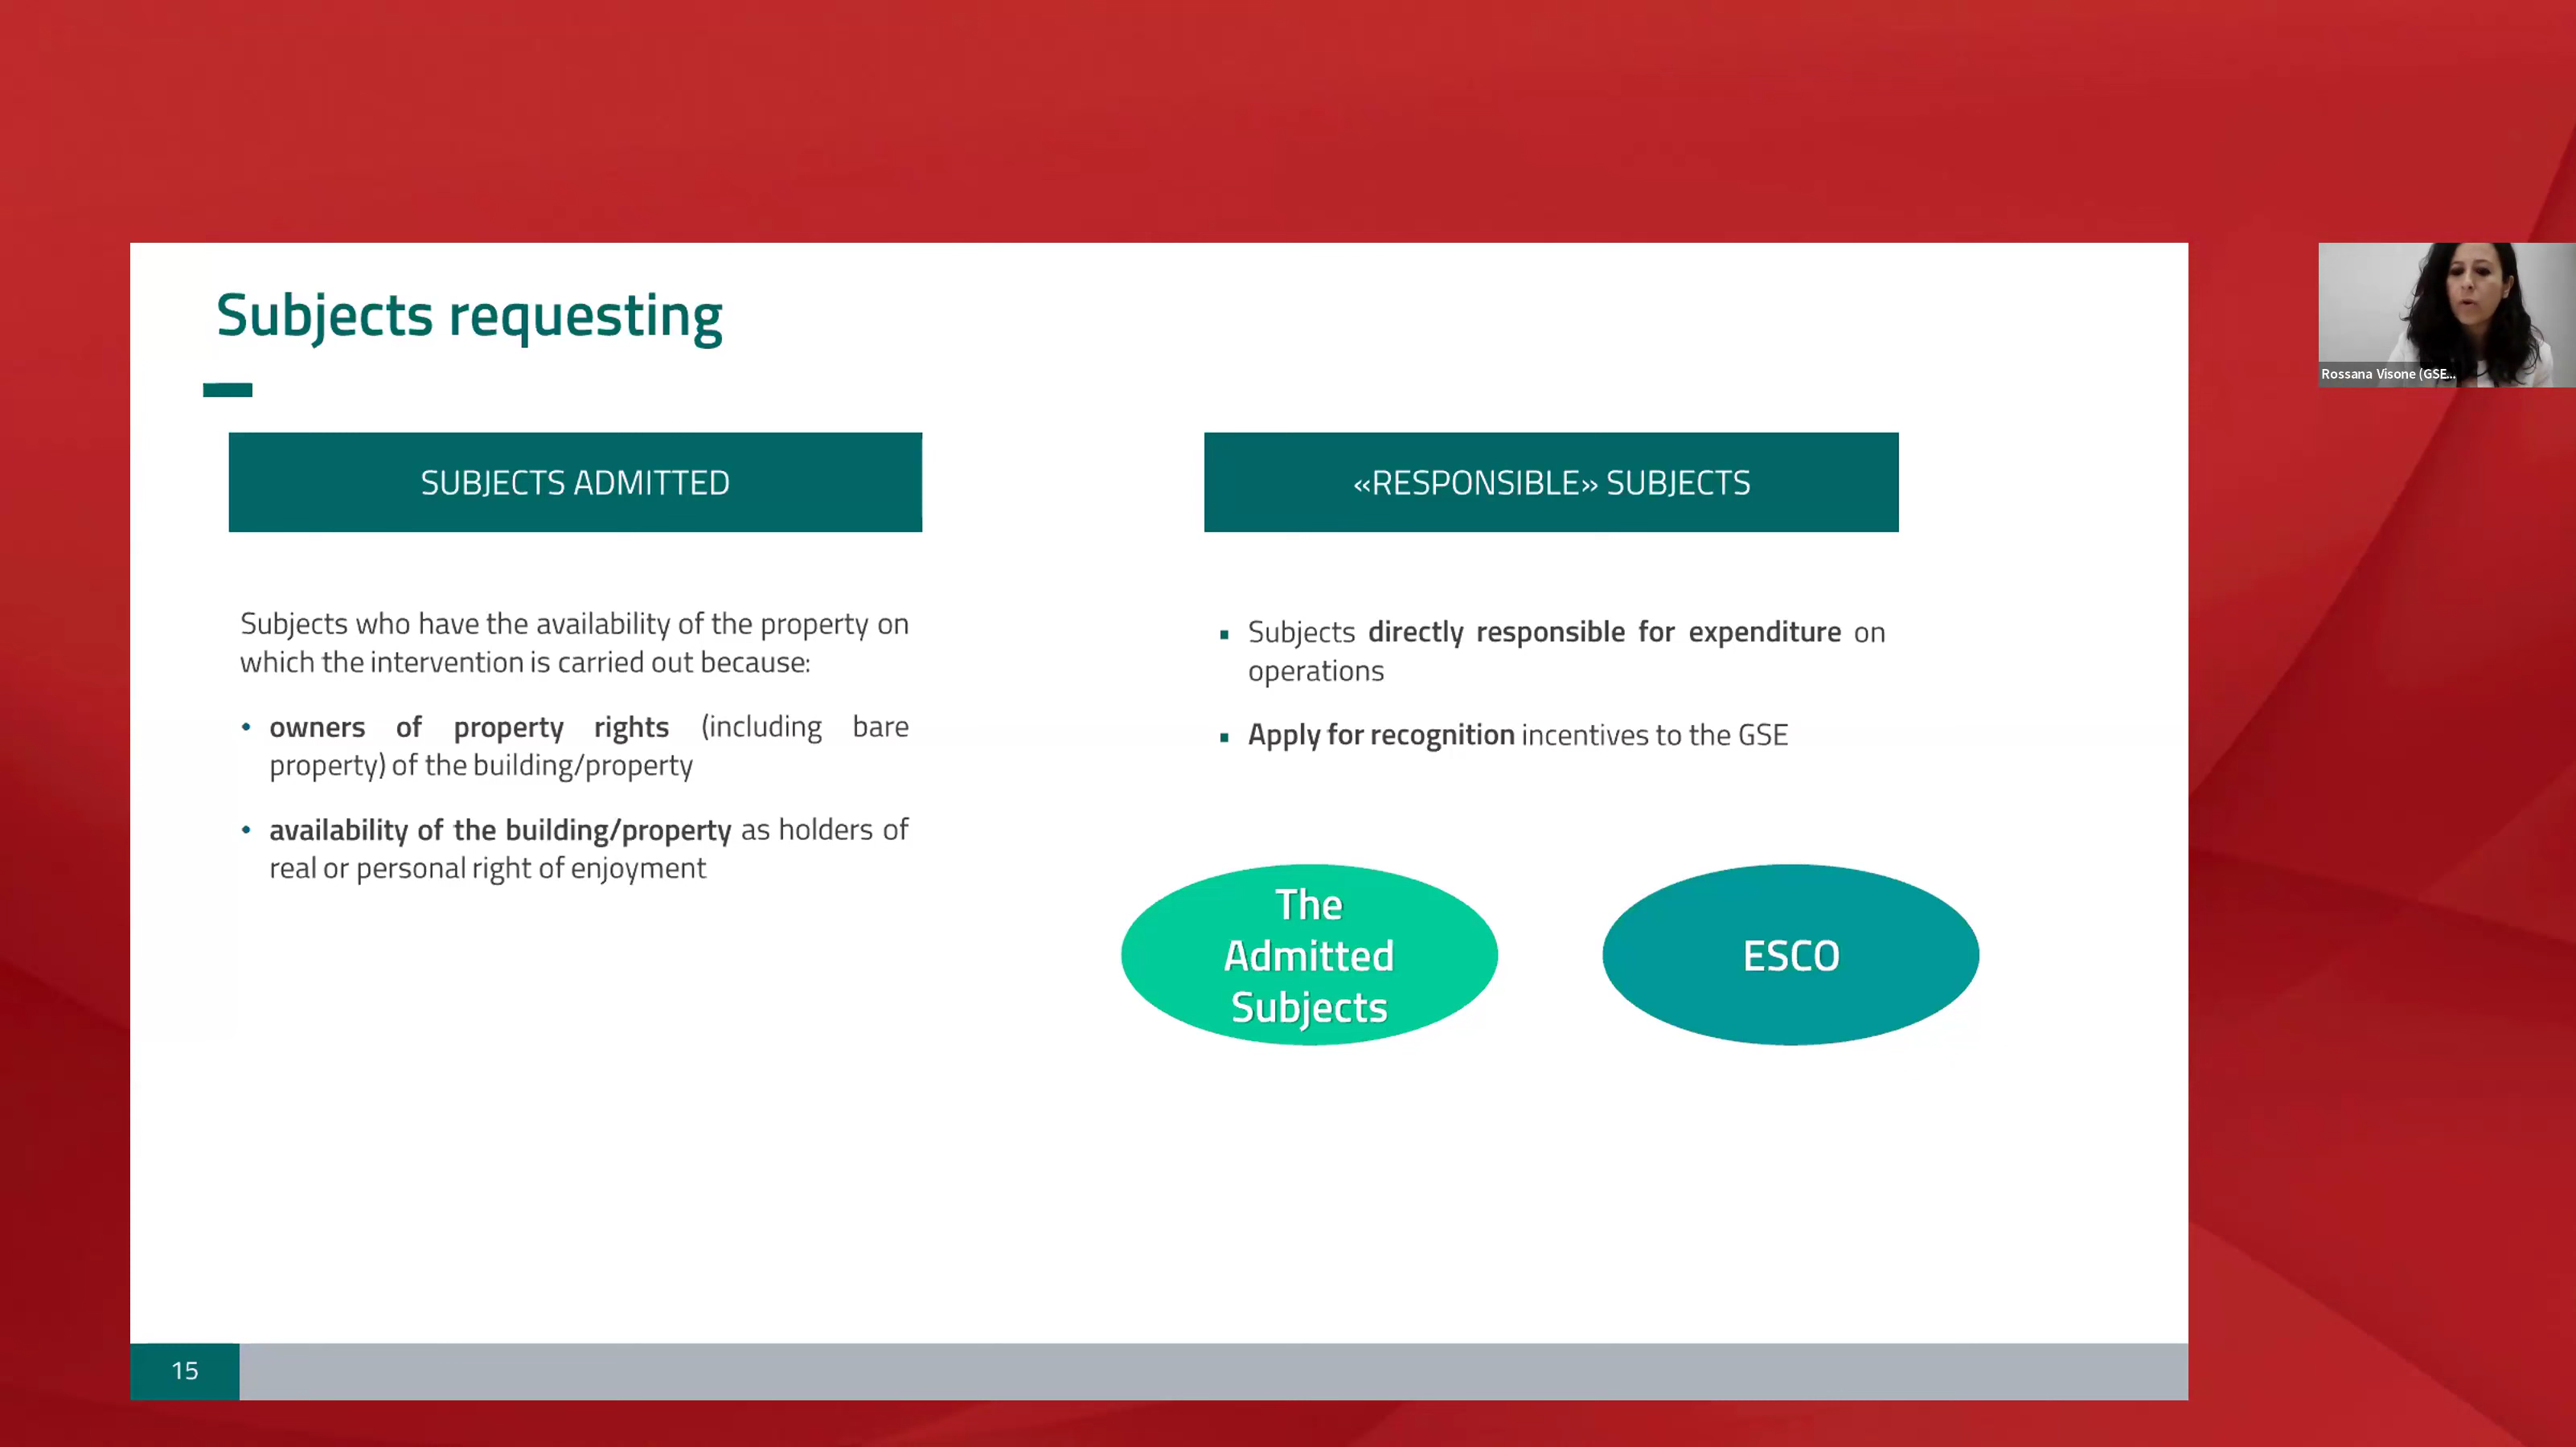 Subjects requesting
SUBJECTS ADMITTED
Subjects who have the availability of the property on
which the intervention is carried out because:
• owners of property rights (including bare
property) of the building/property
• availability of the building/property as holders of
real or personal right of enjoyment
«RESPONSIBLE» SUBJECTS
▪ Subjects directly responsible for expenditure on
operations
▪ Apply for recognition incentives to the GSE
The
Admitted
Subjects
ESCO
15
Rossana Visone (GSE...